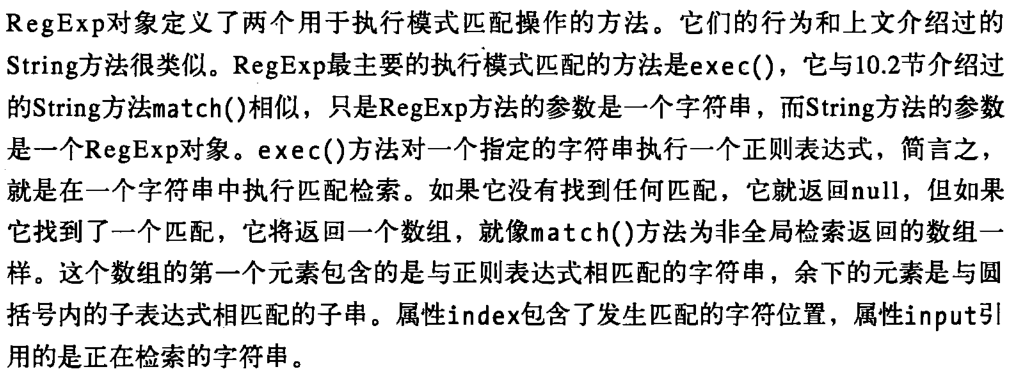 RegExp对象定义了两个用于执行模式匹配操作的方法。它们的行为和上文介绍过的
String方法很类似。RegExp最主要的执行模式匹配的方法是exec()，它与10.2节介绍过
的String方法match()相似，只是RegExp方法的参数是一个字符串，而String方法的参数
是一个RegExp对象。exec()方法对一个指定的字符串执行一个正则表达式，简言之，
就是在一个字符串中执行匹配检索。如果它没有找到任何匹配，它就返回null，但如果
它找到了一个匹配，它将返回一个数组，就像match()方法为非全局检索返回的数组一
样。这个数组的第一个元素包含的是与正则表达式相匹配的字符串，余下的元素是与圆
括号内的子表达式相匹配的子串。属性index包含了发生匹配的字符位置，属性input引
用的是正在检索的字符串。